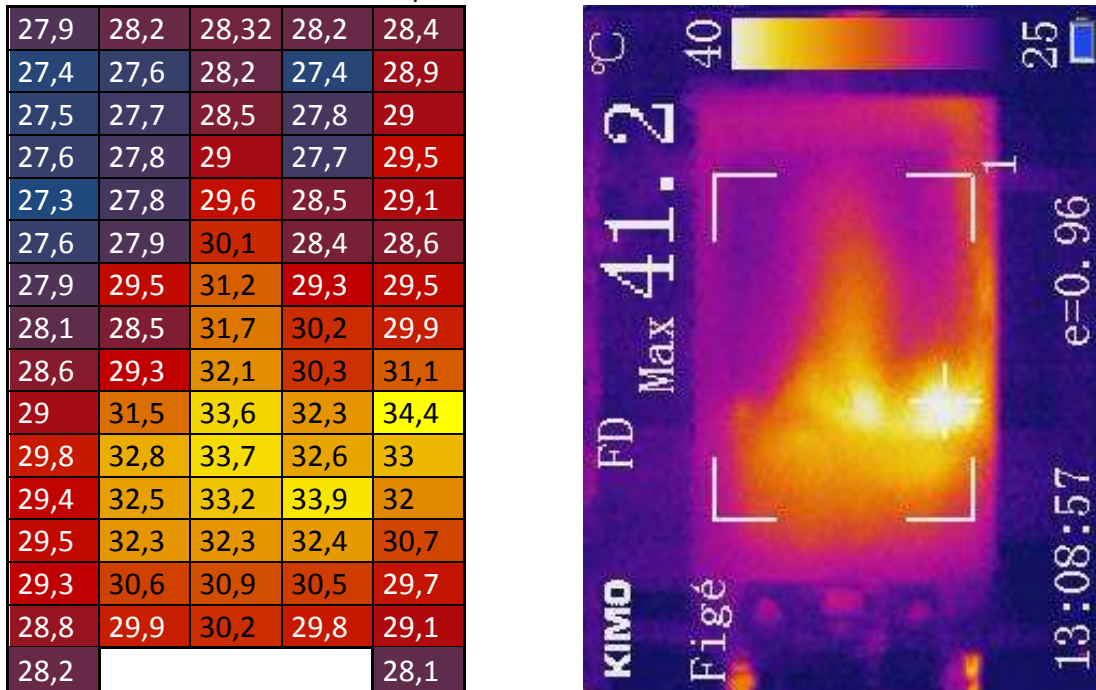 27,9 28,2 28,32 28,2 28,4
27,4 27,6 28,2 27,4 28,9
27,5 27,7 28,5 27,8 29
27,6 27,8 29 27,7 29,5
27,3 27,8 29,6 28,5 29,1
27,6 27,9 30,1 28,4 28,6
27,9 29,5 31,2 29,3 29,5
28,1 28,5 31,7 30,2 29,9
28,6 29,3 32,1 30,3 31,1
29 31,5 33,6 32,3 34,4
29,8 32,8 33,7 32,6 33
29,4 32,5 33,2 33,9 32
29,5 32,3 32,3 32,4 30,7
29,3 30,6 30,9 30,5 29,7
28,8 29,9 30,2 29,8 29,1
28,2 28,1
℃ 40 25
FD Max 41.2
1
KIMO Figé
13:08:57 e=0.96